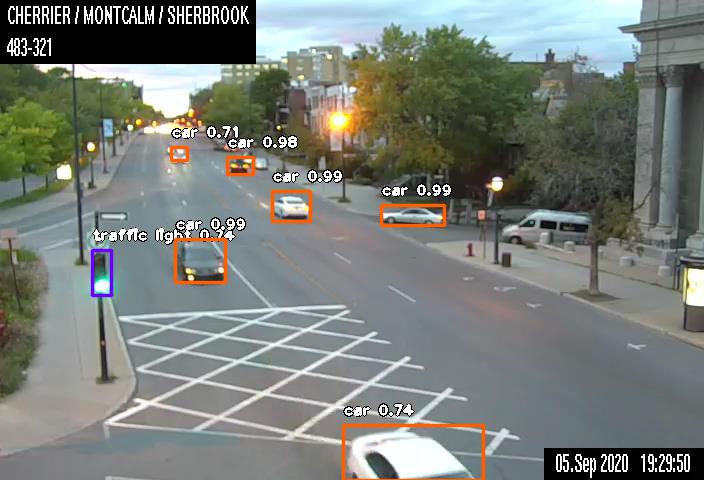 CHERRIER / MONTCALM / SHERBROOK
483-321
car 0.71
car 0.98
car 0.99
car 0.99
car 0.99
traffic light 0.74
car 0.74
05.Sep 2020 19:29:50